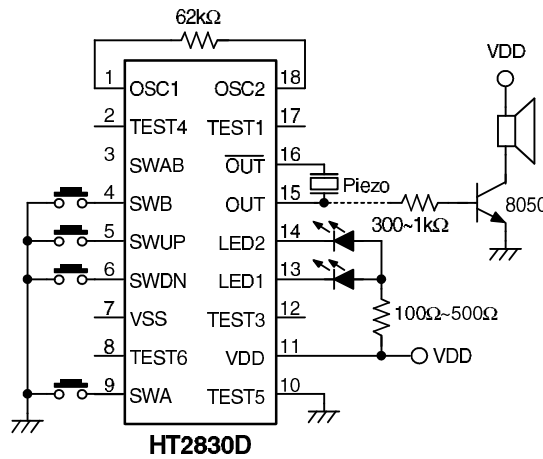 62kΩ
VDD
1 OSC1 OSC2 18
2 TEST4 TEST1 17
3 SWAB OUT 16
Piezo
4 SWB OUT 15
300~1kΩ
8050
5 SWUP LED2 14
6 SWDN LED1 13
7 VSS TEST3 12
100Ω~500Ω
8 TEST6 VDD 11
VDD
9 SWA TEST5 10
HT2830D